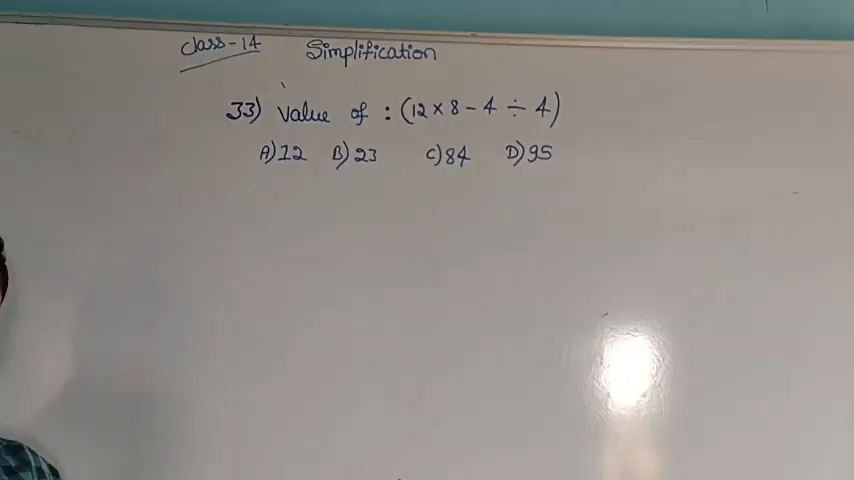 Class-14 Simplification
33) Value of : (12 × 8 - 4 ÷ 4)
A) 12 B) 23 C) 84 D) 95